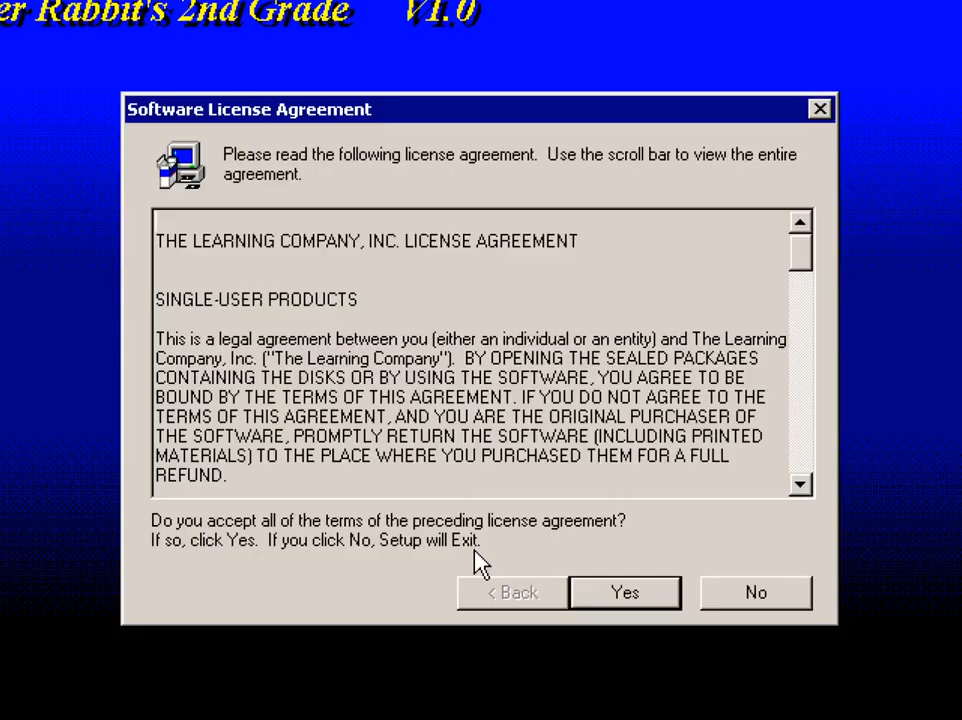 er Rabbit's 2nd Grade V1.0
Software License Agreement
Please read the following license agreement. Use the scroll bar to view the entire
agreement.
THE LEARNING COMPANY, INC. LICENSE AGREEMENT
SINGLE-USER PRODUCTS
This is a legal agreement between you (either an individual or an entity) and The Learning
Company, Inc. ("The Learning Company"). BY OPENING THE SEALED PACKAGES
CONTAINING THE DISKS OR BY USING THE SOFTWARE, YOU AGREE TO BE
BOUND BY THE TERMS OF THIS AGREEMENT. IF YOU DO NOT AGREE TO THE
TERMS OF THIS AGREEMENT, AND YOU ARE THE ORIGINAL PURCHASER OF
THE SOFTWARE, PROMPTLY RETURN THE SOFTWARE (INCLUDING PRINTED
MATERIALS) TO THE PLACE WHERE YOU PURCHASED THEM FOR A FULL
REFUND.
Do you accept all of the terms of the preceding license agreement?
If so, click Yes. If you click No, Setup will Exit.
< Back Yes No